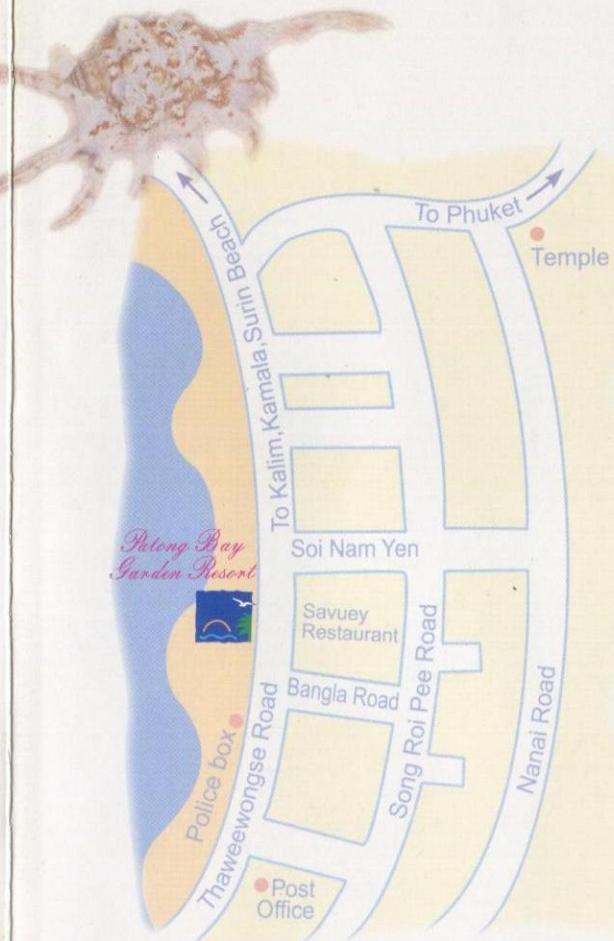 To Phuket
Temple
To Kalim,Kamala,Surin Beach
Patong Bay
Garden Resort
Soi Nam Yen
Savuey
Restaurant
Bangla Road
Song Roi Pee Road
Nanai Road
Police box
Thaweewongse Road
Post
Office